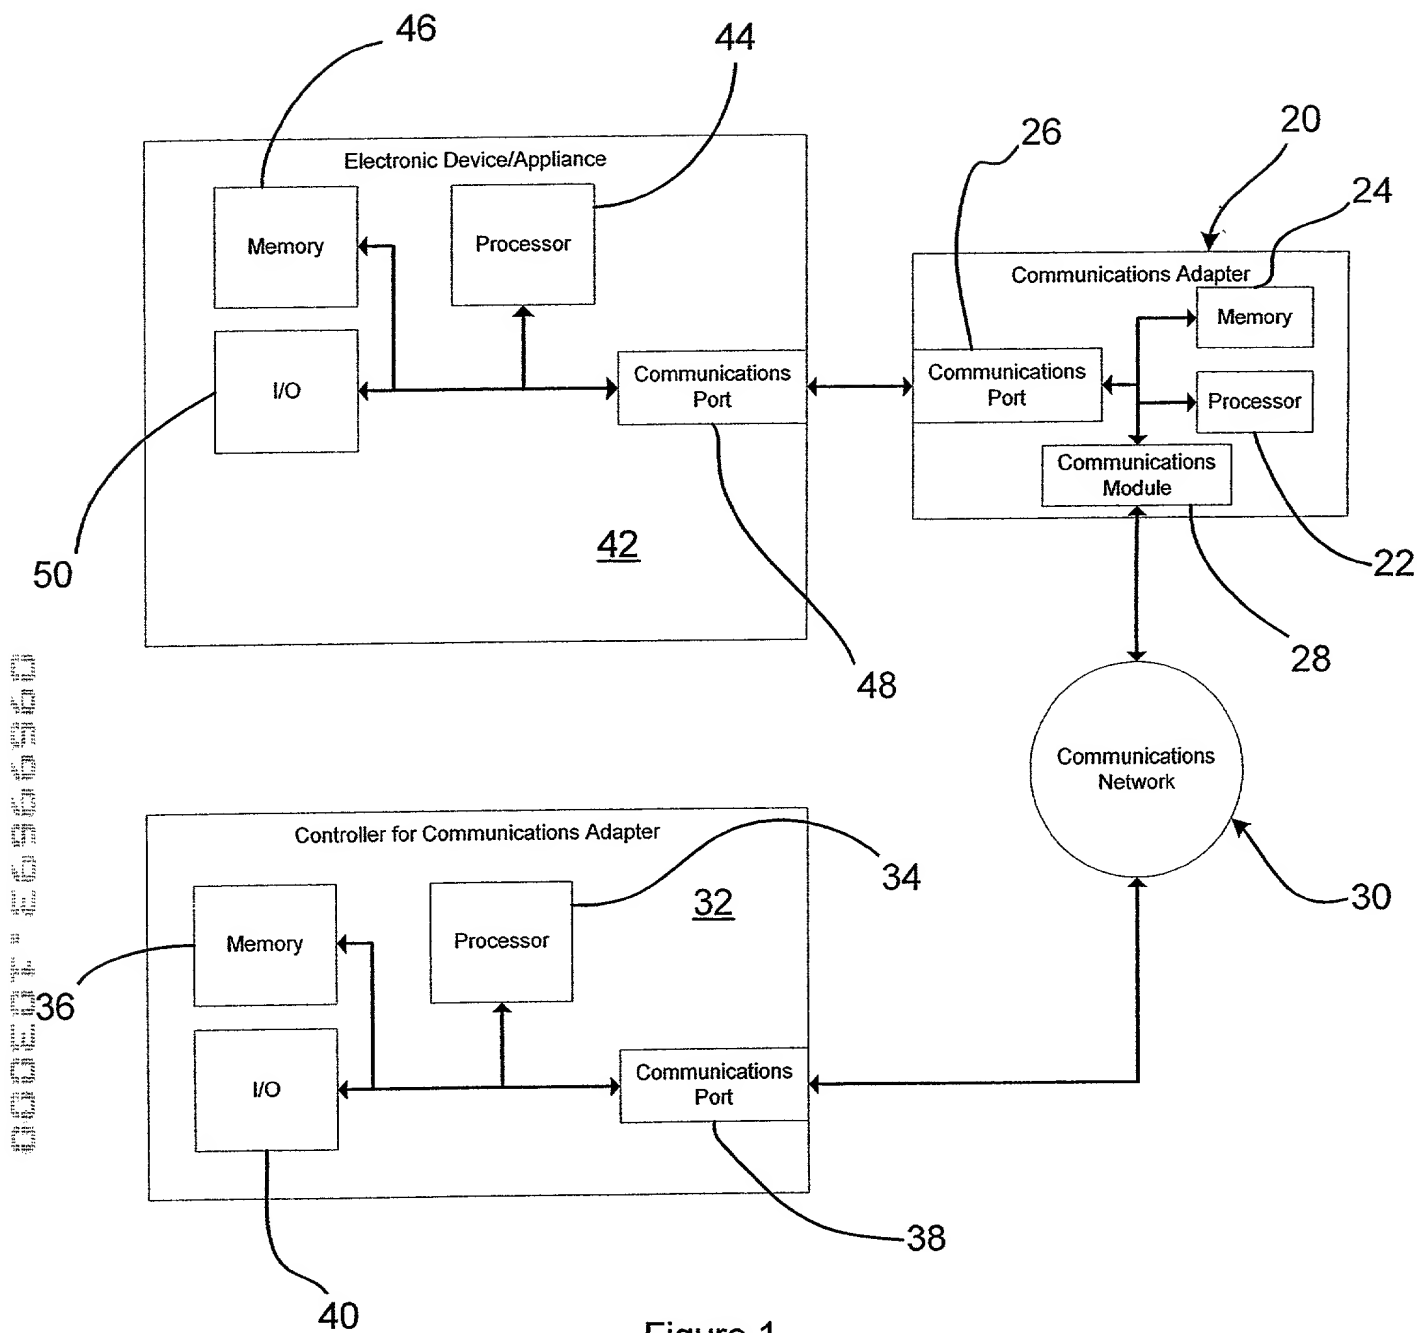 46
44
26
20
24
Electronic Device/Appliance
Memory
Processor
Communications Adapter
Memory
I/O
Communications
Port
Communications
Port
Processor
Communications
Module
42
50
22
28
48
Communications
Network
Controller for Communications Adapter
34
32
30
Memory
Processor
36
I/O
Communications
Port
38
40
Figure 1
09699593.103000